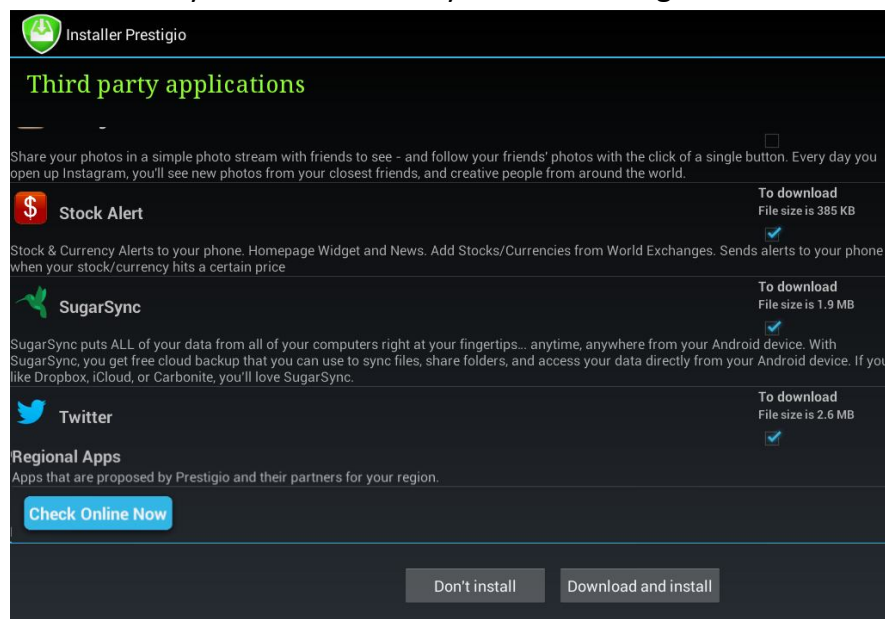 Installer Prestigio
Third party applications
Share your photos in a simple photo stream with friends to see - and follow your friends' photos with the click of a single button. Every day you
open up Instagram, you'll see new photos from your closest friends, and creative people from around the world.
Stock Alert
To download
File size is 385 KB
Stock & Currency Alerts to your phone. Homepage Widget and News. Add Stocks/Currencies from World Exchanges. Sends alerts to your phone
when your stock/currency hits a certain price
SugarSync
To download
File size is 1.9 MB
SugarSync puts ALL of your data from all of your computers right at your fingertips... anytime, anywhere from your Android device. With
SugarSync, you get free cloud backup that you can use to sync files, share folders, and access your data directly from your Android device. If you
like Dropbox, iCloud, or Carbonite, you'll love SugarSync.
Twitter
To download
File size is 2.6 MB
Regional Apps
Apps that are proposed by Prestigio and their partners for your region.
Check Online Now
Don't install
Download and install